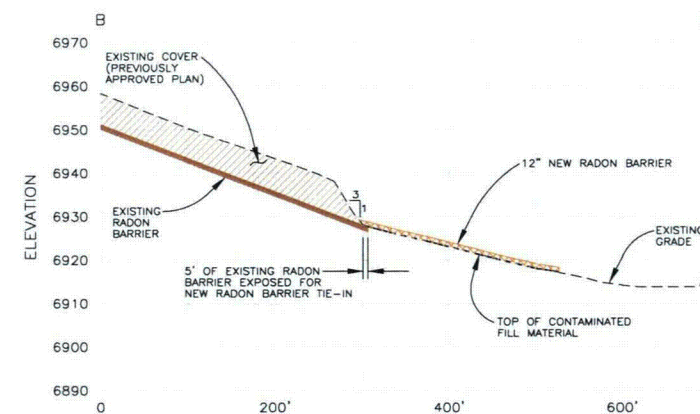 B
6970
EXISTING COVER
(PREVIOUSLY
APPROVED PLAN)
6960
6950
6940
12" NEW RADON BARRIER
3
1
6930
EXISTING
RADON
BARRIER
EXISTING
GRADE
ELEVATION
6920
5' OF EXISTING RADON
BARRIER EXPOSED FOR
NEW RADON BARRIER TIE-IN
6910
TOP OF CONTAMINATED
FILL MATERIAL
6900
6890
0
200'
400'
600'